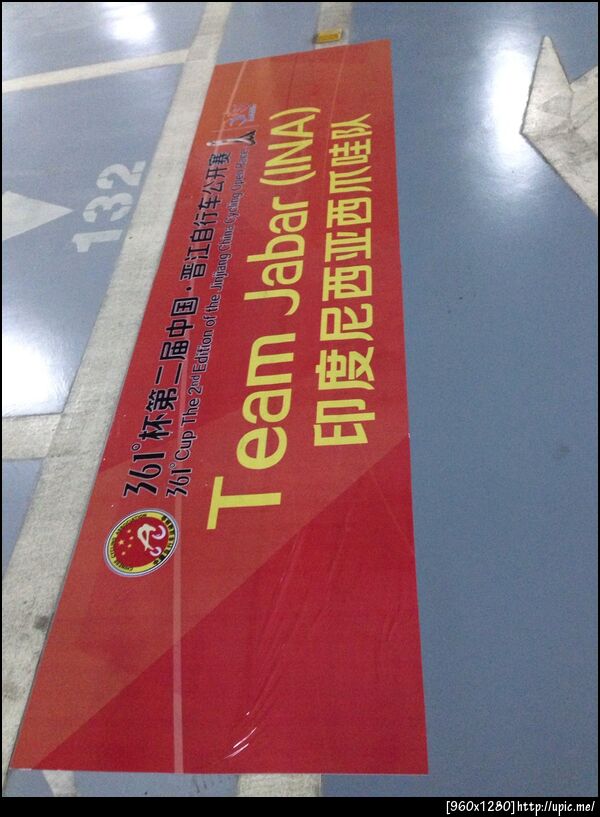 361°杯第二届中国·晋江自行车公开赛
361° Cup The 2nd Edition of the Jinjiang China Cycling Open Race
Team Jabar (INA)
印度尼西亚西爪哇队
132
[960x1280]http://upic.me/